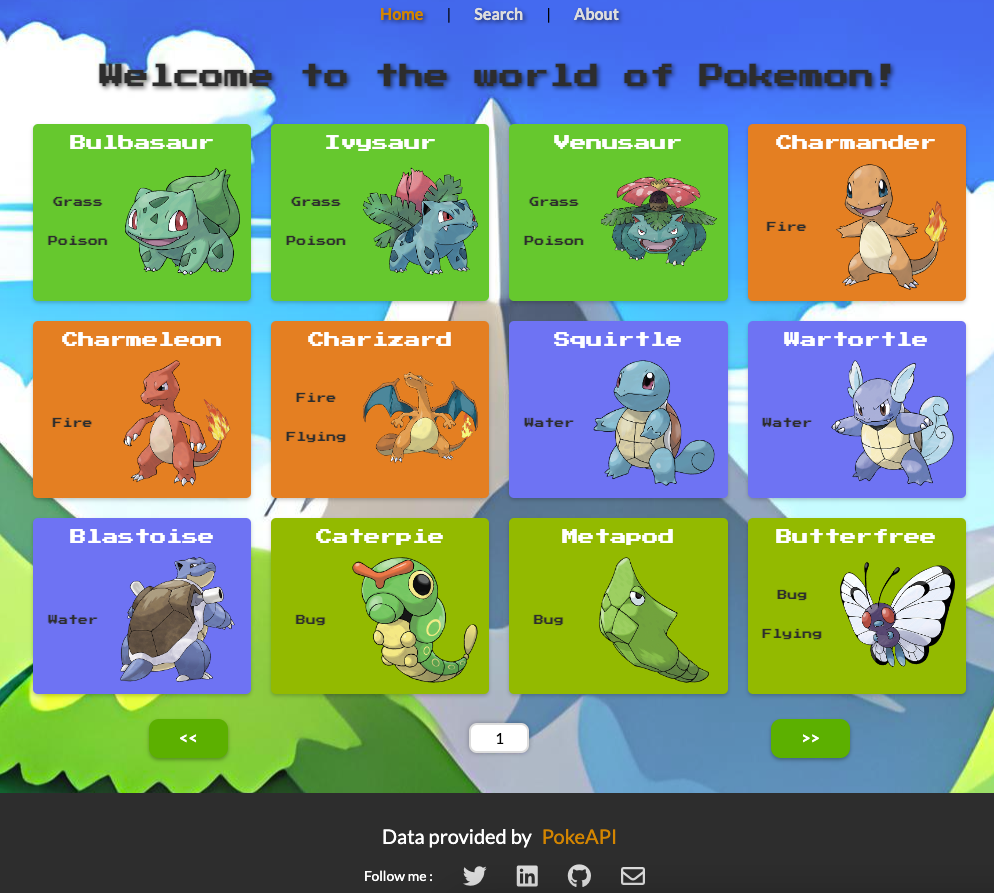 Home | Search | About
Welcome to the world of Pokemon!
Bulbasaur
Grass
Poison
Ivysaur
Grass
Poison
Venusaur
Grass
Poison
Charmander
Fire
Charmeleon
Fire
Charizard
Fire
Flying
Squirtle
Water
Wartortle
Water
Blastoise
Water
Caterpie
Bug
Metapod
Bug
Butterfree
Bug
Flying
<< 1 >>
Data provided by PokeAPI
Follow me :